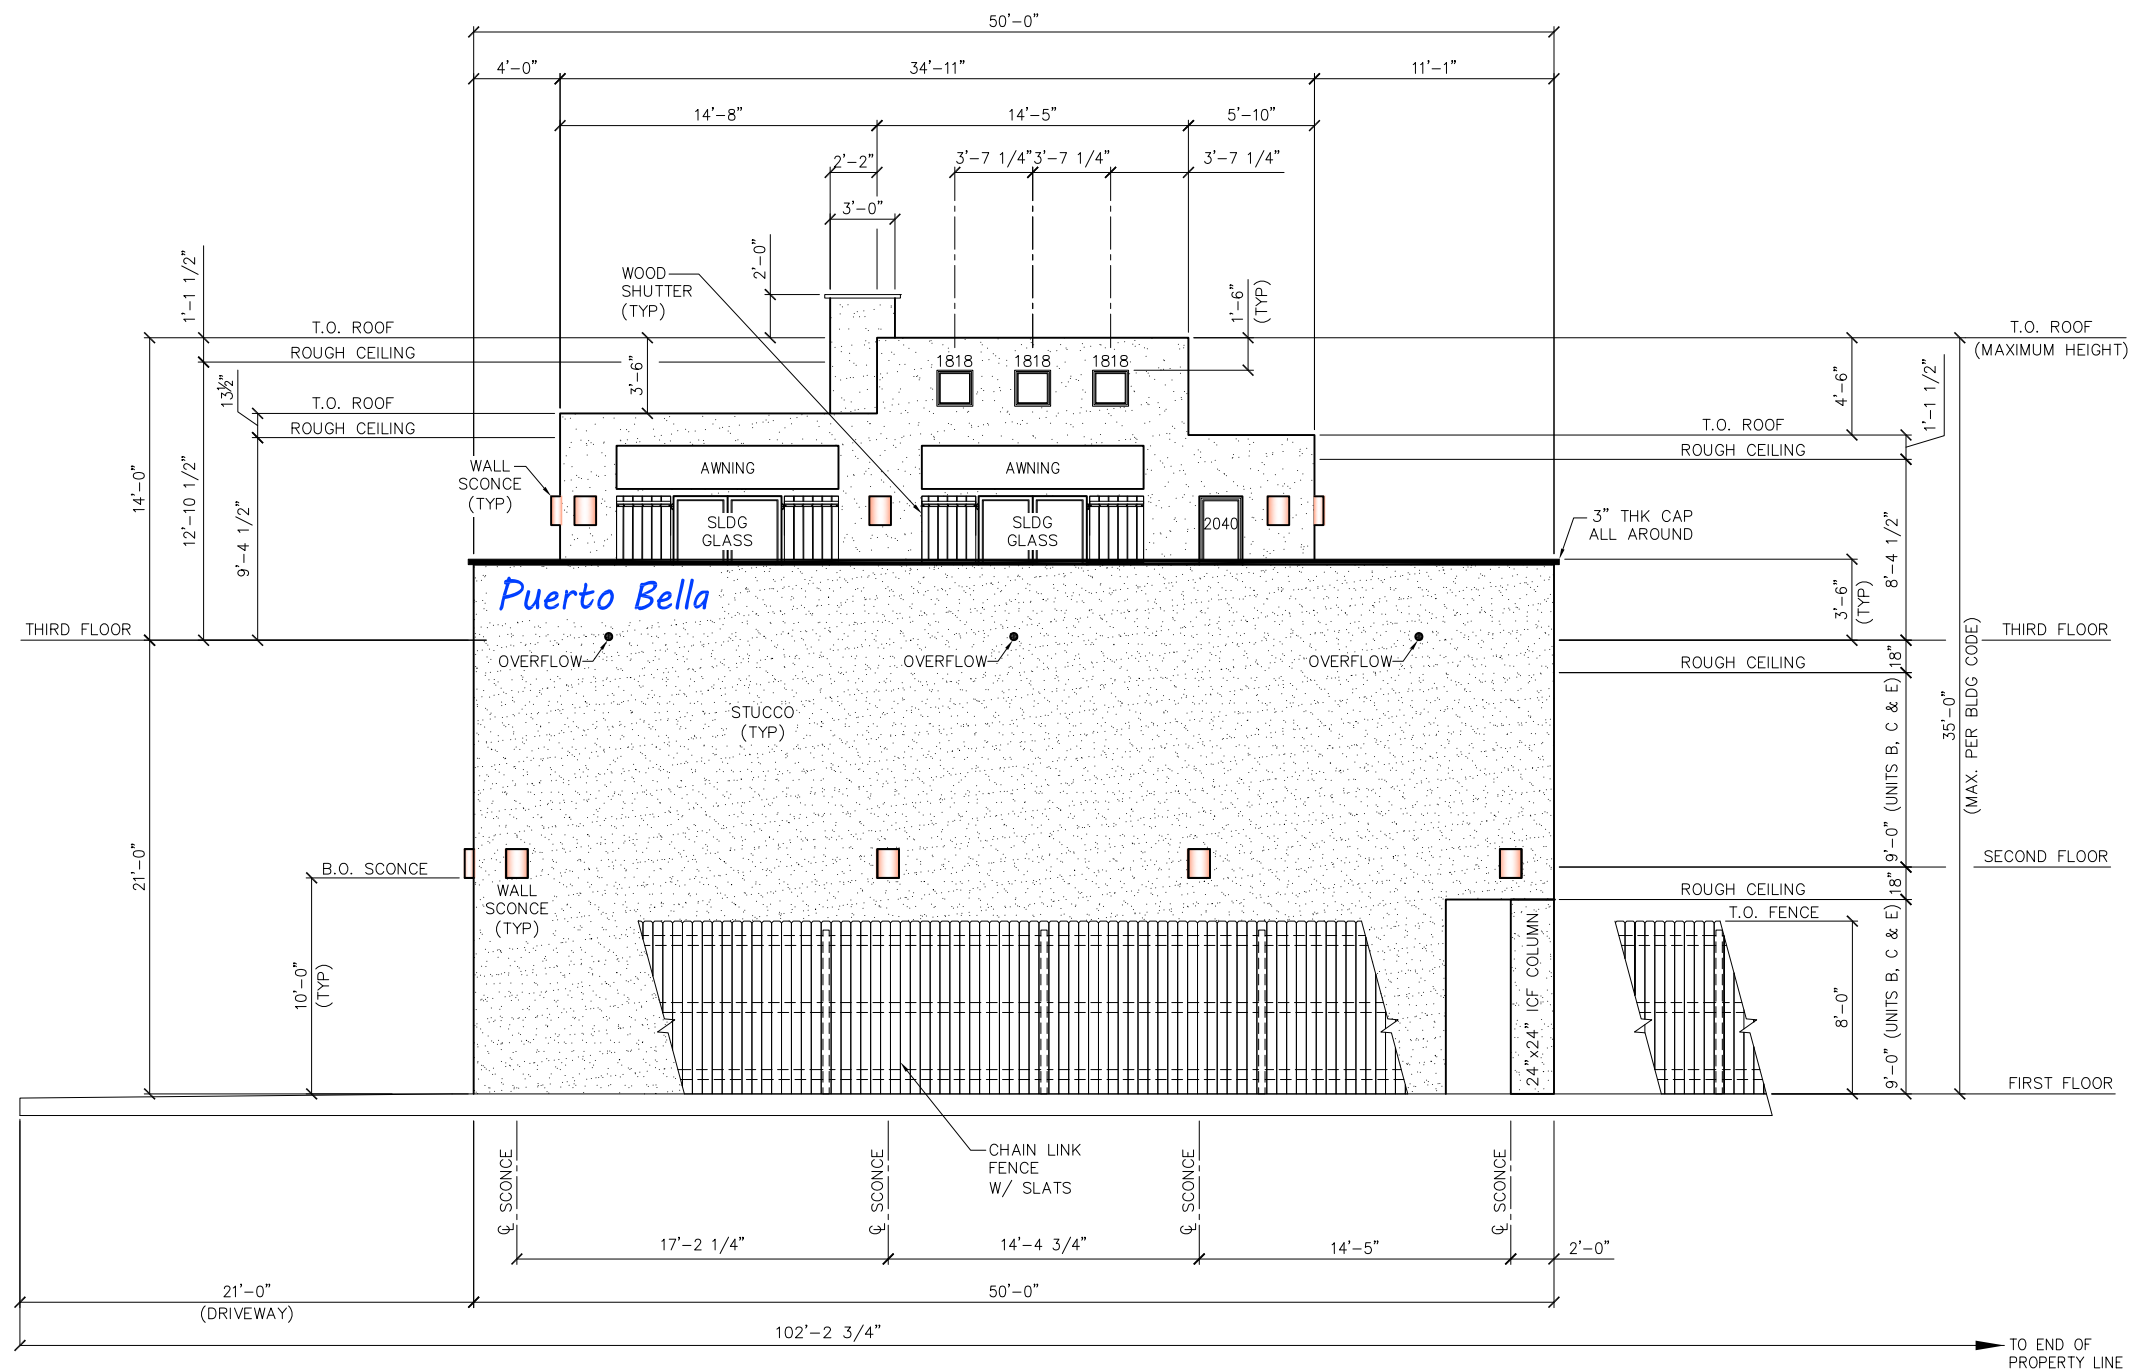 50'-0"
4'-0"
34'-11"
11'-1"
14'-8"
14'-5"
5'-10"
2'-2"
3'-7 1/4"
3'-7 1/4"
3'-7 1/4"
3'-0"
1'-1 1/2"
2'-0"
WOOD
SHUTTER
(TYP)
1'-6"
(TYP)
T.O. ROOF
ROUGH CEILING
3'-6"
1818
1818
1818
T.O. ROOF
(MAXIMUM HEIGHT)
13½"
T.O. ROOF
ROUGH CEILING
4'-6"
1'-1 1/2"
T.O. ROOF
ROUGH CEILING
14'-0"
12'-10 1/2"
9'-4 1/2"
WALL
SCONCE
(TYP)
AWNING
AWNING
SLDG
GLASS
SLDG
GLASS
2040
3" THK CAP
ALL AROUND
8'-4 1/2"
3'-6"
(TYP)
Puerto Bella
THIRD FLOOR
THIRD FLOOR
OVERFLOW
OVERFLOW
OVERFLOW
ROUGH CEILING
18"
STUCCO
(TYP)
9'-0" (UNITS B, C & E)
35'-0"
(MAX. PER BLDG CODE)
21'-0"
B.O. SCONCE
SECOND FLOOR
WALL
SCONCE
(TYP)
ROUGH CEILING
18"
T.O. FENCE
10'-0"
(TYP)
24"x24" ICF COLUMN
8'-0"
9'-0" (UNITS B, C & E)
FIRST FLOOR
CHAIN LINK
FENCE
W/ SLATS
℄ SCONCE
℄ SCONCE
℄ SCONCE
℄ SCONCE
17'-2 1/4"
14'-4 3/4"
14'-5"
2'-0"
21'-0"
(DRIVEWAY)
50'-0"
102'-2 3/4"
TO END OF
PROPERTY LINE